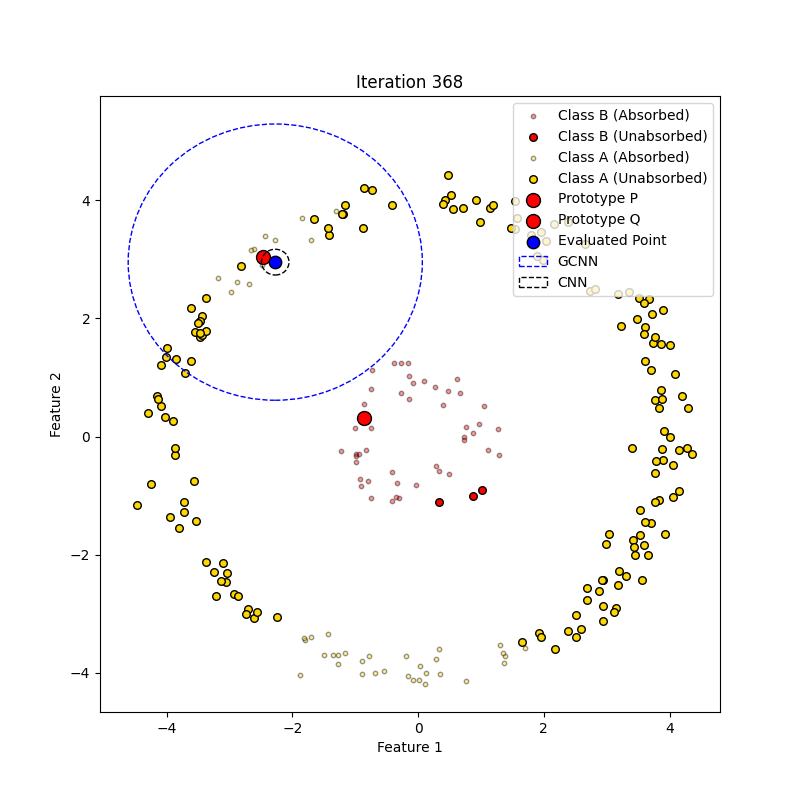 Iteration 368
Class B (Absorbed)
Class B (Unabsorbed)
Class A (Absorbed)
Class A (Unabsorbed)
Prototype P
Prototype Q
Evaluated Point
GCNN
CNN
4
2
0
−2
−4
Feature 2
−4 −2 0 2 4
Feature 1